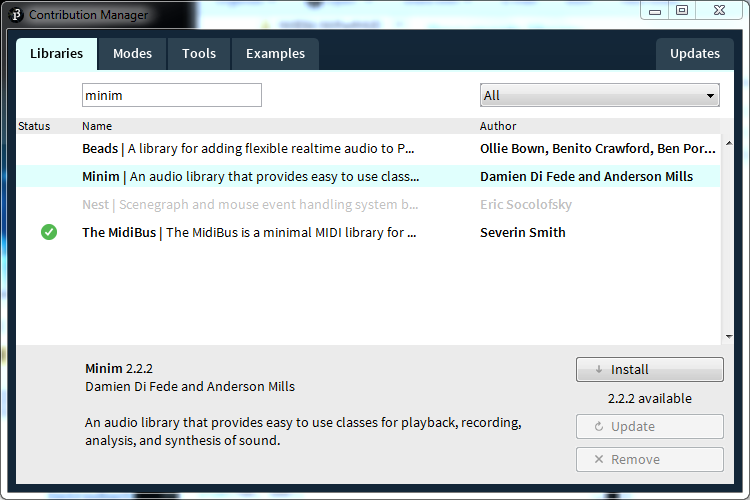 Contribution Manager
Libraries Modes Tools Examples Updates
minim All
Status Name Author
Beads | A library for adding flexible realtime audio to P... Ollie Bown, Benito Crawford, Ben Por...
Minim | An audio library that provides easy to use class... Damien Di Fede and Anderson Mills
Nest | Scenegraph and mouse event handling system b... Eric Socolofsky
The MidiBus | The MidiBus is a minimal MIDI library for ... Severin Smith
Minim 2.2.2
Damien Di Fede and Anderson Mills
An audio library that provides easy to use classes for playback, recording,
analysis, and synthesis of sound.
Install
2.2.2 available
Update
Remove